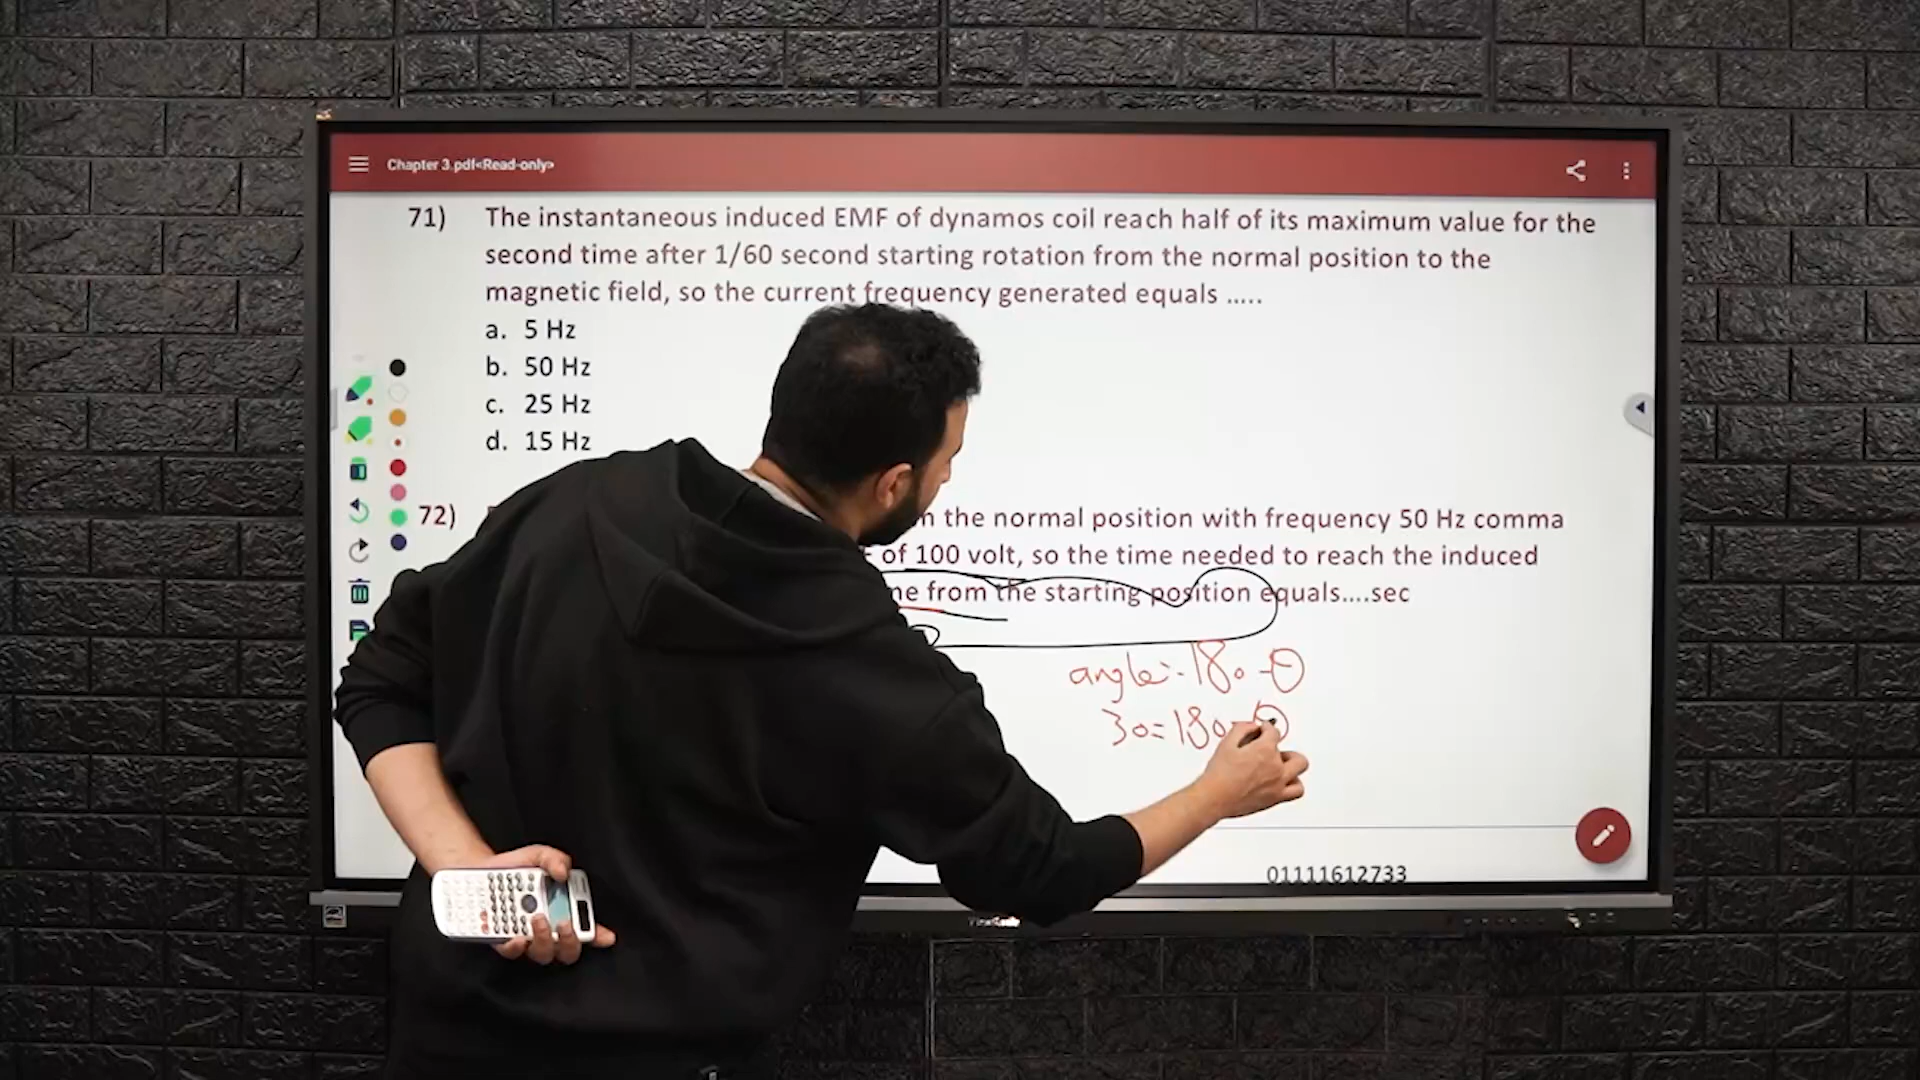 Chapter 3.pdf<Read-only>
71) The instantaneous induced EMF of dynamos coil reach half of its maximum value for the
second time after 1/60 second starting rotation from the normal position to the
magnetic field, so the current frequency generated equals .....
a. 5 Hz
b. 50 Hz
c. 25 Hz
d. 15 Hz
72) the normal position with frequency 50 Hz comma
of 100 volt, so the time needed to reach the induced
from the starting position equals....sec
angle = 180 - θ
30 = 180 -
01111612733
ViewSonic